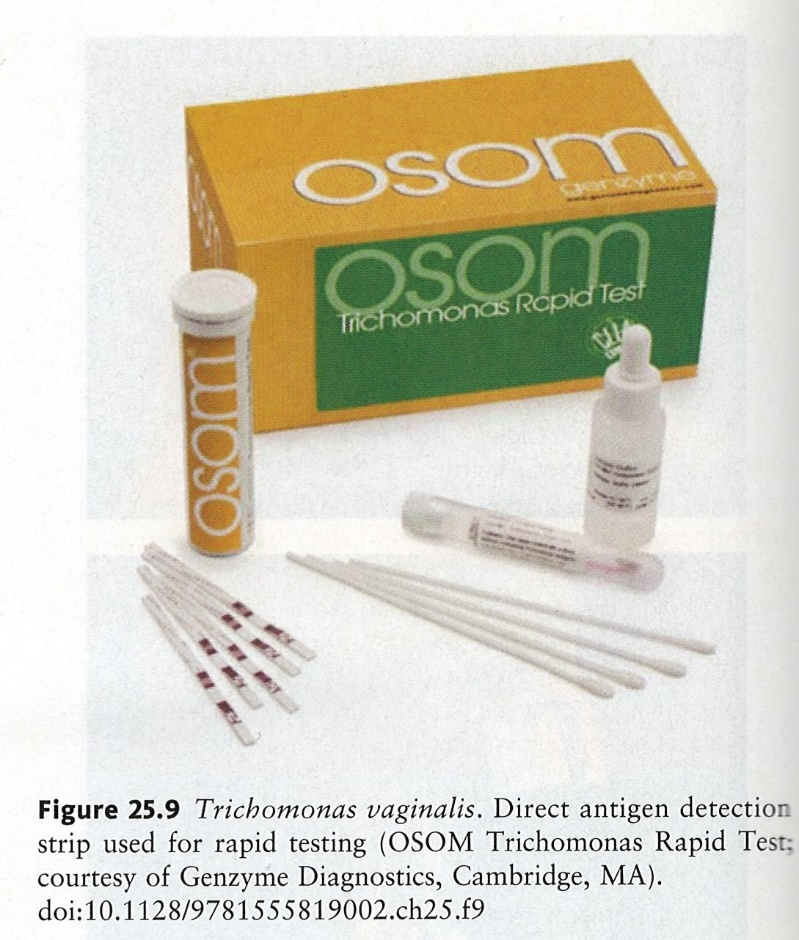 osom
genzyme
osom
Trichomonas Rapid Test
osom
Figure 25.9 Trichomonas vaginalis. Direct antigen detection
strip used for rapid testing (OSOM Trichomonas Rapid Test;
courtesy of Genzyme Diagnostics, Cambridge, MA).
doi:10.1128/9781555819002.ch25.f9